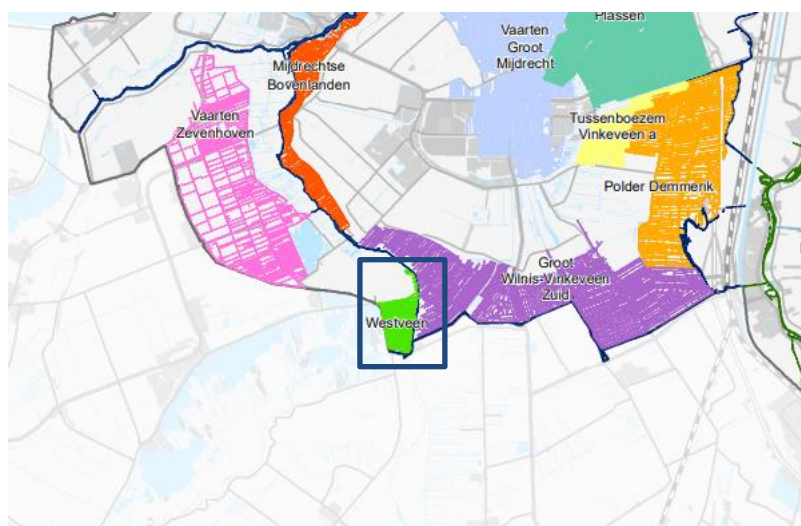 Plassen
Vaarten
Groot
Mijdrecht
Mijdrechtse
Bovenlanden
Vaarten
Zevenhoven
Tussenboezem
Vinkeveen a
Polder Demmerik
Groot
Wilnis-Vinkeveen
Zuid
Westveen